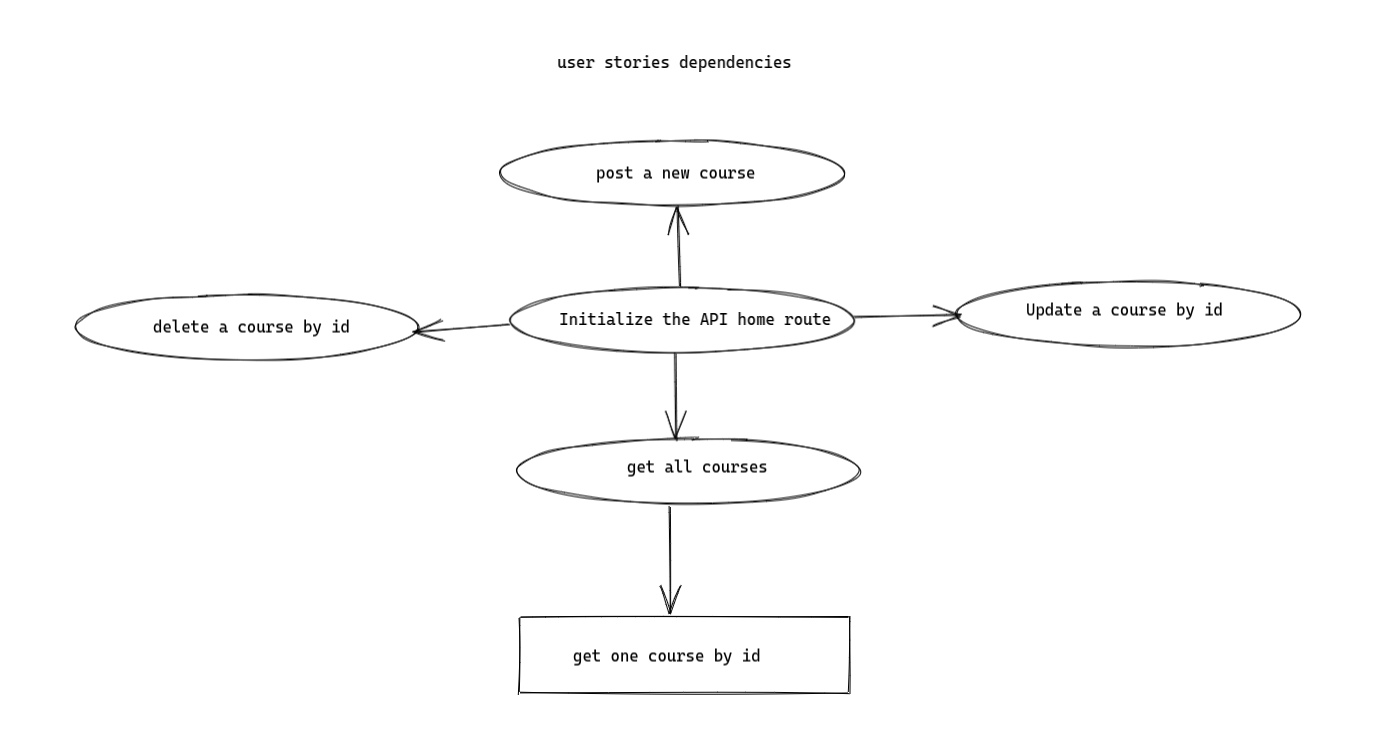 user stories dependencies
post a new course
delete a course by id
Initialize the API home route
Update a course by id
get all courses
get one course by id